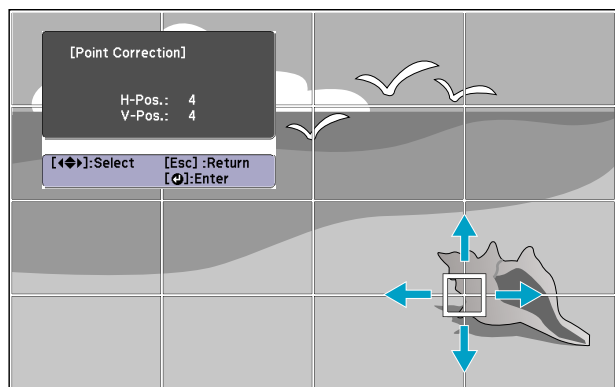 [Point Correction]
H-Pos.: 4
V-Pos.: 4
[◀◆▶]:Select [Esc] :Return
[⏎]:Enter